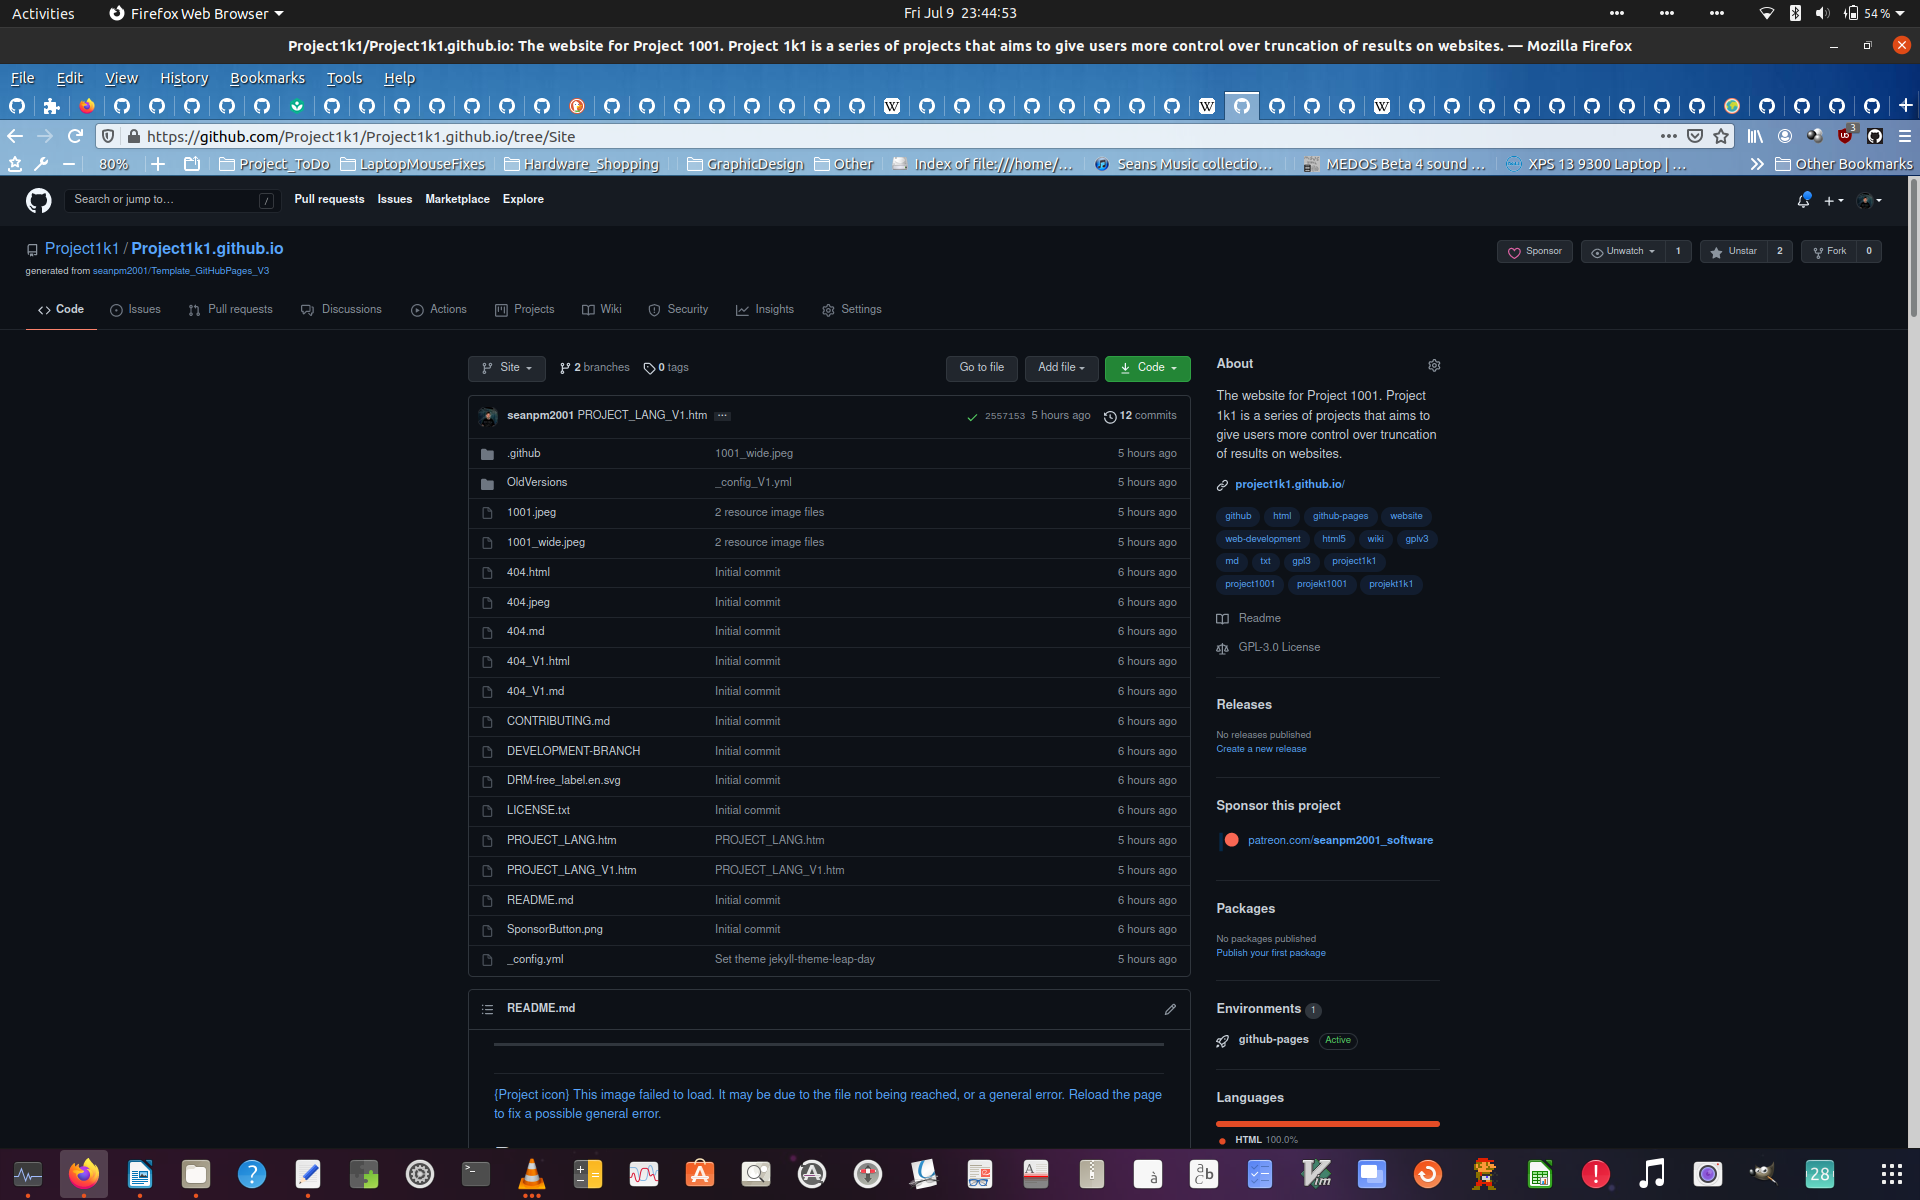 Activities
Firefox Web Browser
Fri Jul 9 23:44:53
54 %
Project1k1/Project1k1.github.io: The website for Project 1001. Project 1k1 is a series of projects that aims to give users more control over truncation of results on websites. — Mozilla Firefox
File Edit View History Bookmarks Tools Help
https://github.com/Project1k1/Project1k1.github.io/tree/Site
3
80%
Project_ToDo
LaptopMouseFixes
Hardware_Shopping
GraphicDesign
Other
Index of file:///home/...
Seans Music collectio...
MEDOS Beta 4 sound ...
XPS 13 9300 Laptop | ...
Other Bookmarks
Search or jump to...
/
Pull requests Issues Marketplace Explore
Project1k1 / Project1k1.github.io
generated from seanpm2001/Template_GitHubPages_V3
Sponsor
Unwatch 1
Unstar 2
Fork 0
Code Issues Pull requests Discussions Actions Projects Wiki Security Insights Settings
Site
2 branches
0 tags
Go to file
Add file
Code
seanpm2001 PROJECT_LANG_V1.htm ...
2557153 5 hours ago
12 commits
.github 1001_wide.jpeg 5 hours ago
OldVersions _config_V1.yml 5 hours ago
1001.jpeg 2 resource image files 5 hours ago
1001_wide.jpeg 2 resource image files 5 hours ago
404.html Initial commit 6 hours ago
404.jpeg Initial commit 6 hours ago
404.md Initial commit 6 hours ago
404_V1.html Initial commit 6 hours ago
404_V1.md Initial commit 6 hours ago
CONTRIBUTING.md Initial commit 6 hours ago
DEVELOPMENT-BRANCH Initial commit 6 hours ago
DRM-free_label.en.svg Initial commit 6 hours ago
LICENSE.txt Initial commit 6 hours ago
PROJECT_LANG.htm PROJECT_LANG.htm 5 hours ago
PROJECT_LANG_V1.htm PROJECT_LANG_V1.htm 5 hours ago
README.md Initial commit 6 hours ago
SponsorButton.png Initial commit 6 hours ago
_config.yml Set theme jekyll-theme-leap-day 5 hours ago
README.md
{Project icon} This image failed to load. It may be due to the file not being reached, or a general error. Reload the page
to fix a possible general error.
About
The website for Project 1001. Project
1k1 is a series of projects that aims to
give users more control over truncation
of results on websites.
project1k1.github.io/
github html github-pages website
web-development html5 wiki gplv3
md txt gpl3 project1k1
project1001 projekt1001 projekt1k1
Readme
GPL-3.0 License
Releases
No releases published
Create a new release
Sponsor this project
patreon.com/seanpm2001_software
Packages
No packages published
Publish your first package
Environments 1
github-pages Active
Languages
HTML 100.0%
28